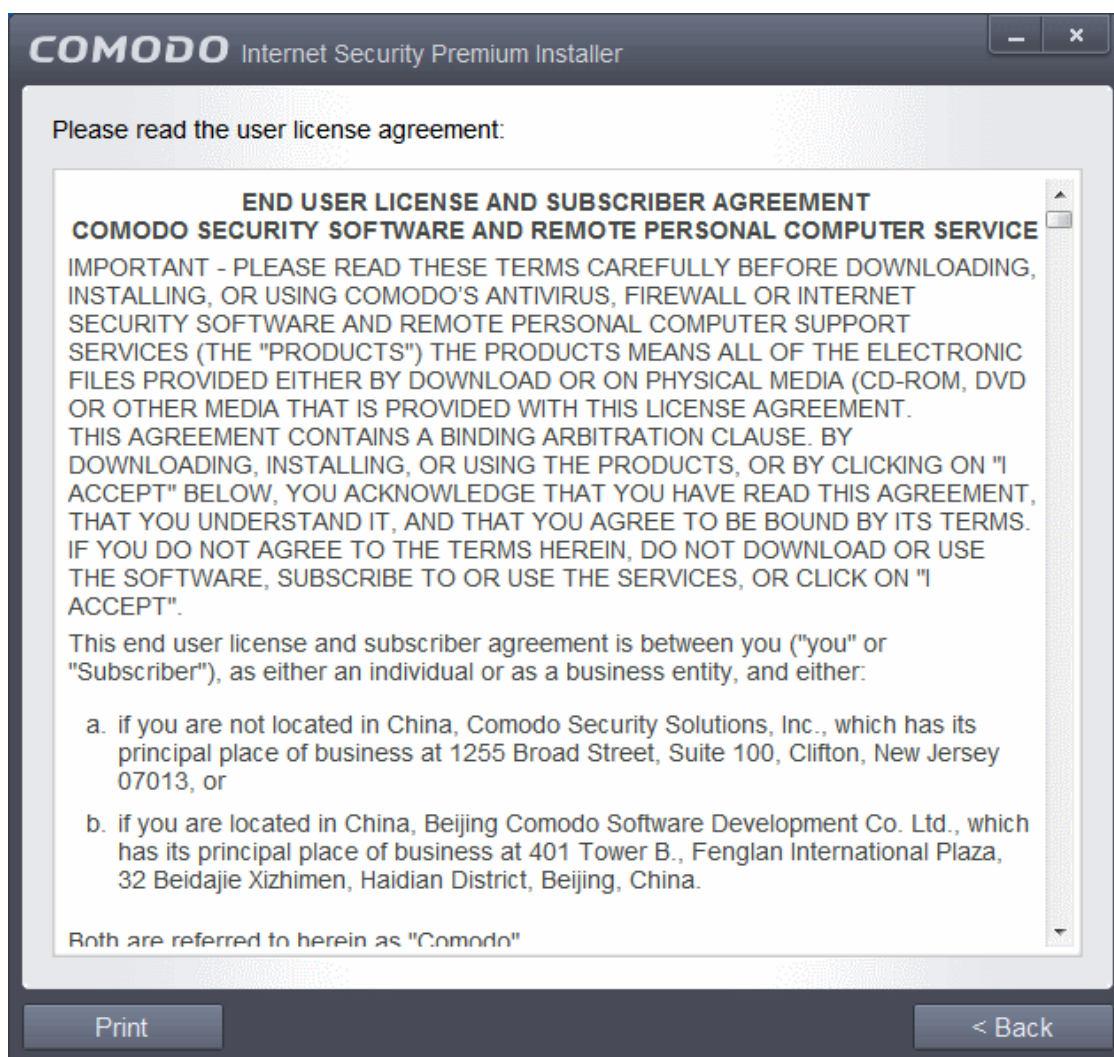 COMODO Internet Security Premium Installer
Please read the user license agreement:
END USER LICENSE AND SUBSCRIBER AGREEMENT
COMODO SECURITY SOFTWARE AND REMOTE PERSONAL COMPUTER SERVICE
IMPORTANT - PLEASE READ THESE TERMS CAREFULLY BEFORE DOWNLOADING,
INSTALLING, OR USING COMODO'S ANTIVIRUS, FIREWALL OR INTERNET
SECURITY SOFTWARE AND REMOTE PERSONAL COMPUTER SUPPORT
SERVICES (THE "PRODUCTS") THE PRODUCTS MEANS ALL OF THE ELECTRONIC
FILES PROVIDED EITHER BY DOWNLOAD OR ON PHYSICAL MEDIA (CD-ROM, DVD
OR OTHER MEDIA THAT IS PROVIDED WITH THIS LICENSE AGREEMENT.
THIS AGREEMENT CONTAINS A BINDING ARBITRATION CLAUSE. BY
DOWNLOADING, INSTALLING, OR USING THE PRODUCTS, OR BY CLICKING ON "I
ACCEPT" BELOW, YOU ACKNOWLEDGE THAT YOU HAVE READ THIS AGREEMENT,
THAT YOU UNDERSTAND IT, AND THAT YOU AGREE TO BE BOUND BY ITS TERMS.
IF YOU DO NOT AGREE TO THE TERMS HEREIN, DO NOT DOWNLOAD OR USE
THE SOFTWARE, SUBSCRIBE TO OR USE THE SERVICES, OR CLICK ON "I
ACCEPT".
This end user license and subscriber agreement is between you ("you" or
"Subscriber"), as either an individual or as a business entity, and either:
a. if you are not located in China, Comodo Security Solutions, Inc., which has its
principal place of business at 1255 Broad Street, Suite 100, Clifton, New Jersey
07013, or
b. if you are located in China, Beijing Comodo Software Development Co. Ltd., which
has its principal place of business at 401 Tower B., Fenglan International Plaza,
32 Beidajie Xizhimen, Haidian District, Beijing, China.
Both are referred to herein as "Comodo"
Print
< Back